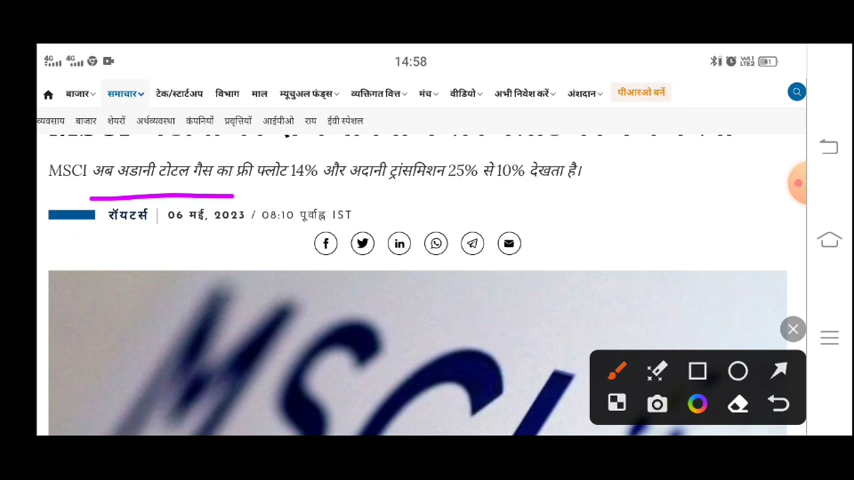 14:58
बाजार समाचार टेक/स्टार्टअप विभाग माल म्यूचुअल फंड्स व्यक्तिगत वित्त मंच वीडियो अभी निवेश करें अंशदान पीआरओ बनें
व्यवसाय बाजार शेयरों अर्थव्यवस्था कंपनियों प्रवृत्तियों आईपीओ राय ईवी स्पेशल
MSCI अब अडानी टोटल गैस का फ्री फ्लोट 14% और अदानी ट्रांसमिशन 25% से 10% देखता है।
रॉयटर्स | 06 मई, 2023 / 08:10 पूर्वाह्न IST
MSCI